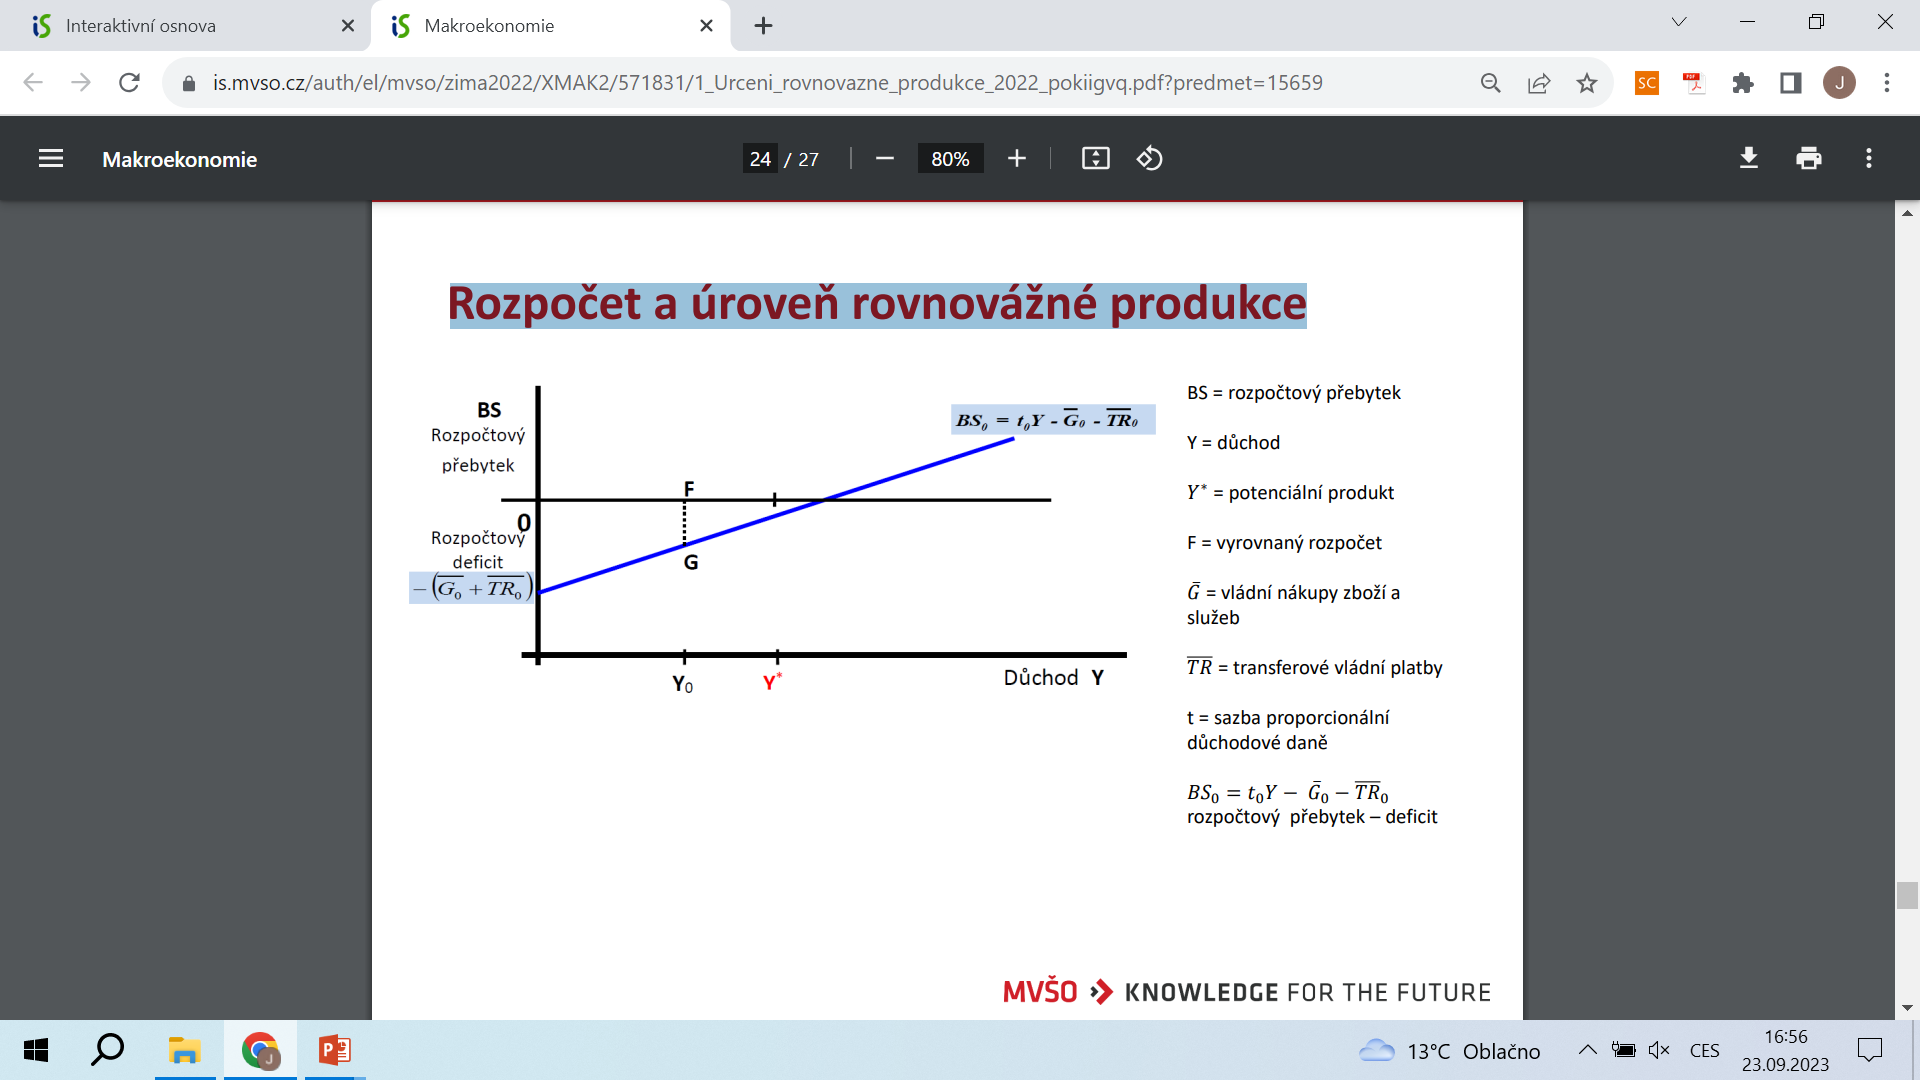 Interaktivní osnova
Makroekonomie
is.mvso.cz/auth/el/mvso/zima2022/XMAK2/571831/1_Urceni_rovnovazne_produkce_2022_pokiigvq.pdf?predmet=15659
SC
PDF
J
Makroekonomie
24 / 27
80%
Rozpočet a úroveň rovnovážné produkce
BS
Rozpočtový
přebytek
0
Rozpočtový
deficit
− (G̅₀ + T̅R̅₀)
F
G
BS₀ = t₀Y - G̅₀ - T̅R̅₀
Y₀
Y*
Důchod Y
BS = rozpočtový přebytek
Y = důchod
Y* = potenciální produkt
F = vyrovnaný rozpočet
G̅ = vládní nákupy zboží a
služeb
T̅R̅ = transferové vládní platby
t = sazba proporcionální
důchodové daně
BS₀ = t₀Y − G̅₀ − T̅R̅₀
rozpočtový přebytek – deficit
MVŠO KNOWLEDGE FOR THE FUTURE
J
P
13°C Oblačno
CES
16:56
23.09.2023